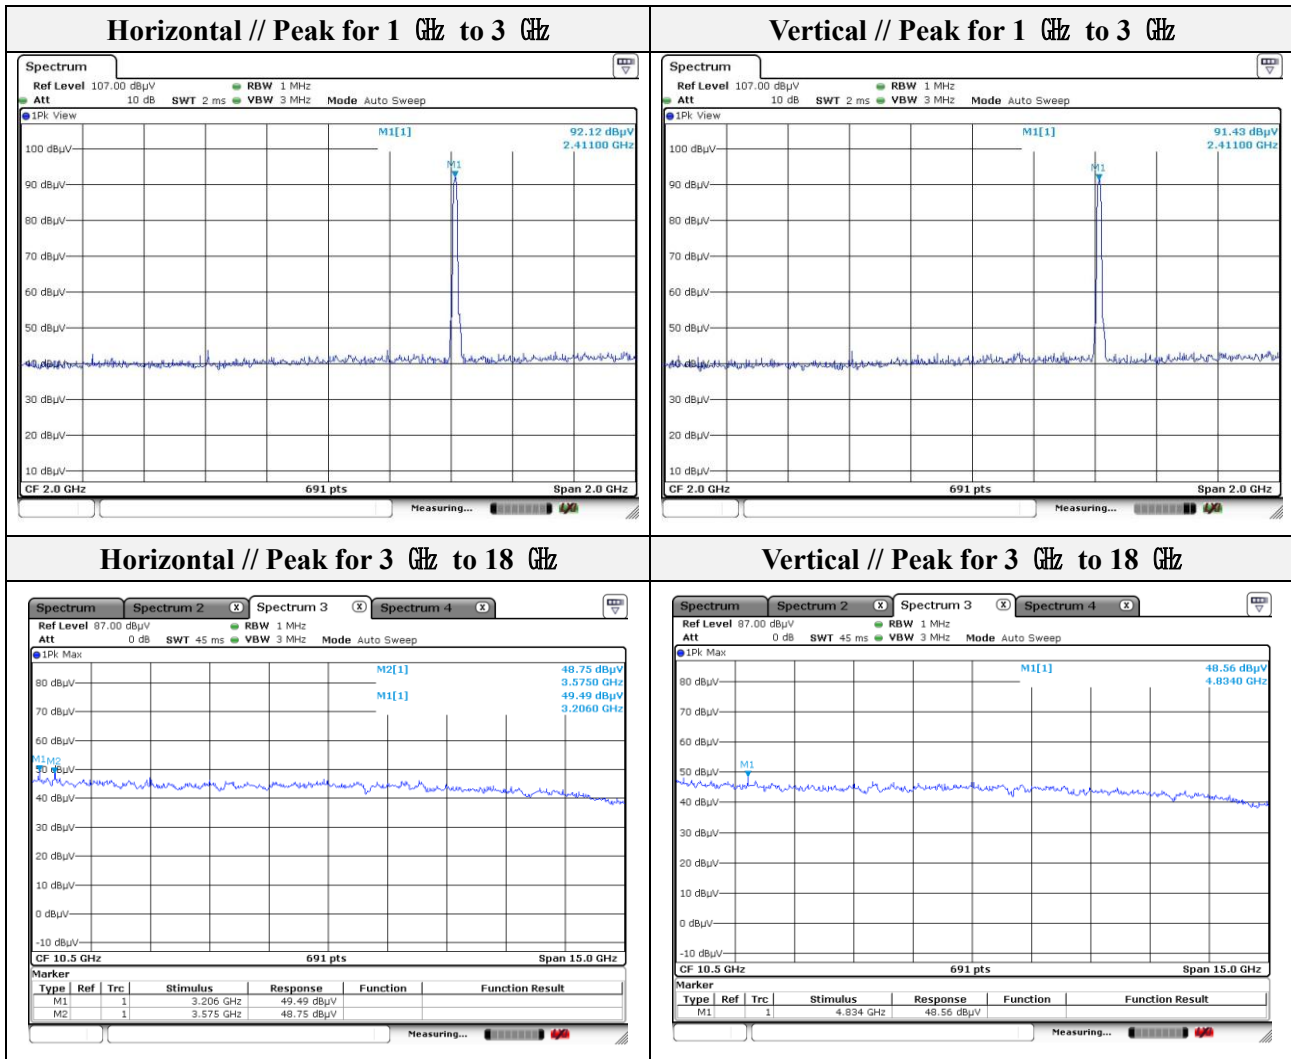 Horizontal // Peak for 1 ㎓ to 3 ㎓
Spectrum
Ref Level 107.00 dBµV RBW 1 MHz
Att 10 dB SWT 2 ms VBW 3 MHz Mode Auto Sweep
1Pk View
M1[1] 92.12 dBµV
2.41100 GHz
M1
100 dBµV
90 dBµV
80 dBµV
70 dBµV
60 dBµV
50 dBµV
40 dBµV
30 dBµV
20 dBµV
10 dBµV
CF 2.0 GHz 691 pts Span 2.0 GHz
Measuring...
Vertical // Peak for 1 ㎓ to 3 ㎓
Spectrum
Ref Level 107.00 dBµV RBW 1 MHz
Att 10 dB SWT 2 ms VBW 3 MHz Mode Auto Sweep
1Pk View
M1[1] 91.43 dBµV
2.41100 GHz
M1
100 dBµV
90 dBµV
80 dBµV
70 dBµV
60 dBµV
50 dBµV
40 dBµV
30 dBµV
20 dBµV
10 dBµV
CF 2.0 GHz 691 pts Span 2.0 GHz
Measuring...
Horizontal // Peak for 3 ㎓ to 18 ㎓
Spectrum Spectrum 2 X Spectrum 3 X Spectrum 4 X
Ref Level 87.00 dBµV RBW 1 MHz
Att 0 dB SWT 45 ms VBW 3 MHz Mode Auto Sweep
1Pk Max
M2[1] 48.75 dBµV
3.5750 GHz
M1[1] 49.49 dBµV
3.2060 GHz
80 dBµV
70 dBµV
60 dBµV
M1 M2
50 dBµV
40 dBµV
30 dBµV
20 dBµV
10 dBµV
0 dBµV
-10 dBµV
CF 10.5 GHz 691 pts Span 15.0 GHz
Marker
Type Ref Trc Stimulus Response Function Function Result
M1 1 3.206 GHz 49.49 dBµV
M2 1 3.575 GHz 48.75 dBµV
Measuring...
Vertical // Peak for 3 ㎓ to 18 ㎓
Spectrum Spectrum 2 X Spectrum 3 X Spectrum 4 X
Ref Level 87.00 dBµV RBW 1 MHz
Att 0 dB SWT 45 ms VBW 3 MHz Mode Auto Sweep
1Pk Max
M1[1] 48.56 dBµV
4.8340 GHz
80 dBµV
70 dBµV
60 dBµV
M1
50 dBµV
40 dBµV
30 dBµV
20 dBµV
10 dBµV
0 dBµV
-10 dBµV
CF 10.5 GHz 691 pts Span 15.0 GHz
Marker
Type Ref Trc Stimulus Response Function Function Result
M1 1 4.834 GHz 48.56 dBµV
Measuring...